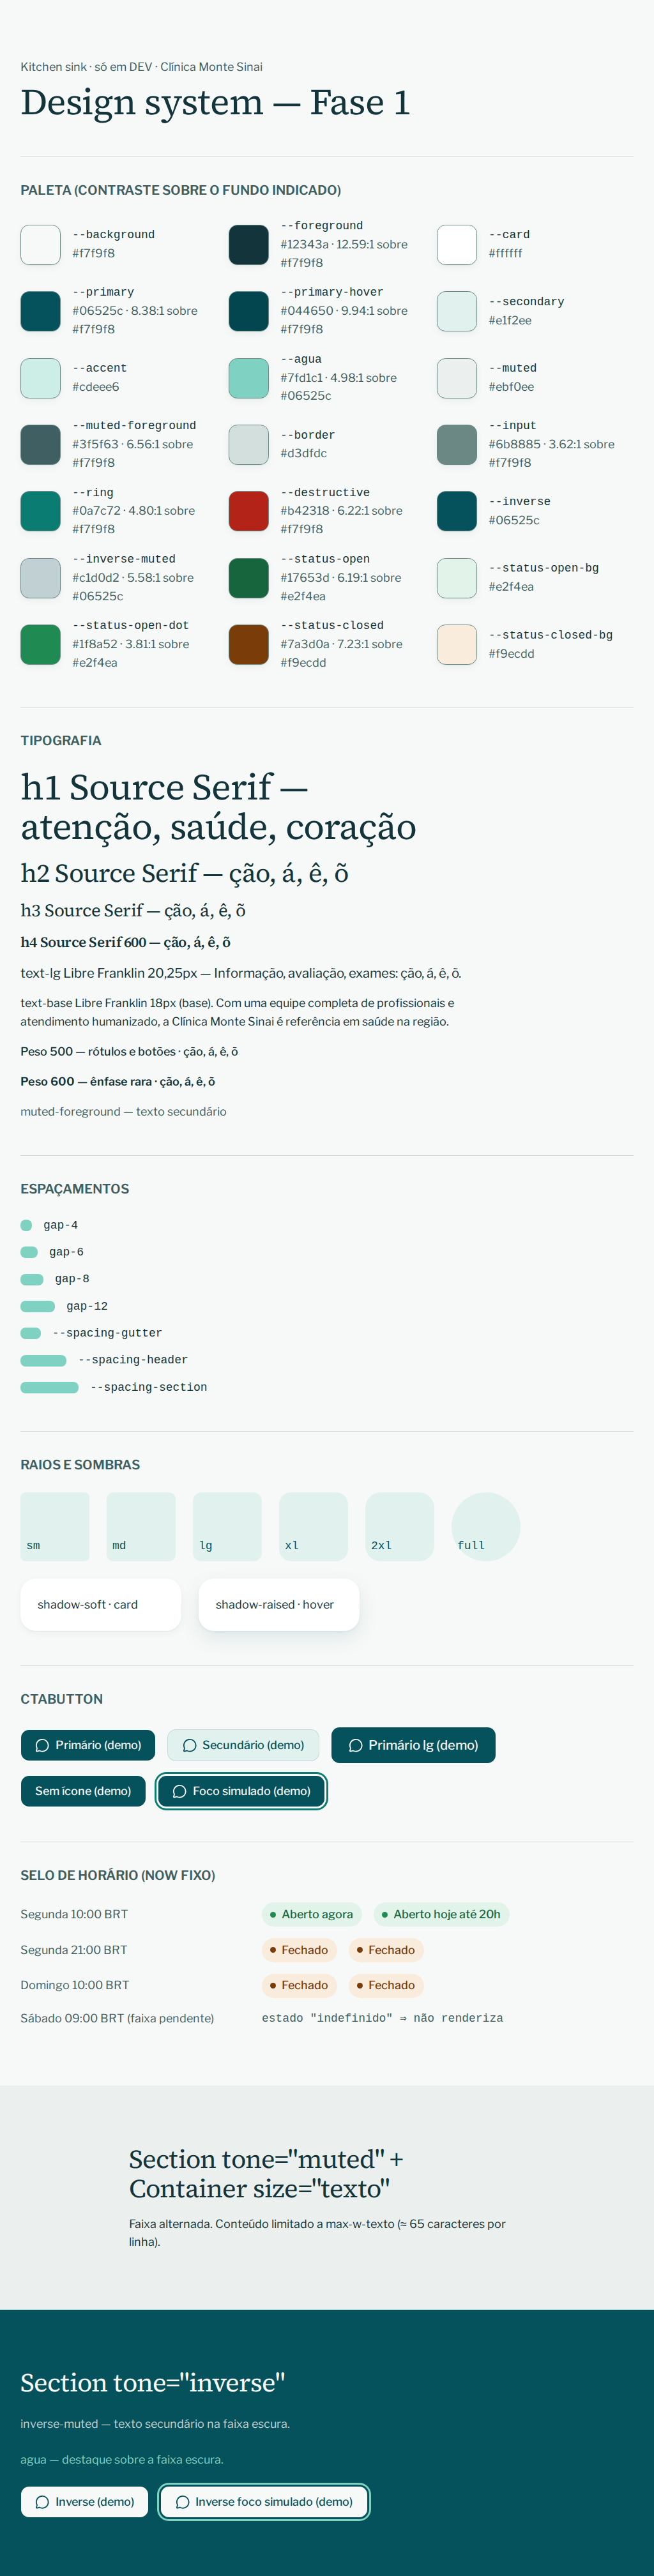 Kitchen sink · só em DEV · Clínica Monte Sinai
Design system — Fase 1
PALETA (CONTRASTE SOBRE O FUNDO INDICADO)
--background
#f7f9f8
--foreground
#12343a · 12.59:1 sobre
#f7f9f8
--card
#ffffff
--primary
#06525c · 8.38:1 sobre
#f7f9f8
--primary-hover
#044650 · 9.94:1 sobre
#f7f9f8
--secondary
#e1f2ee
--accent
#cdeee6
--agua
#7fd1c1 · 4.98:1 sobre
#06525c
--muted
#ebf0ee
--muted-foreground
#3f5f63 · 6.56:1 sobre
#f7f9f8
--border
#d3dfdc
--input
#6b8885 · 3.62:1 sobre
#f7f9f8
--ring
#0a7c72 · 4.80:1 sobre
#f7f9f8
--destructive
#b42318 · 6.22:1 sobre
#f7f9f8
--inverse
#06525c
--inverse-muted
#c1d0d2 · 5.58:1 sobre
#06525c
--status-open
#17653d · 6.19:1 sobre
#e2f4ea
--status-open-bg
#e2f4ea
--status-open-dot
#1f8a52 · 3.81:1 sobre
#e2f4ea
--status-closed
#7a3d0a · 7.23:1 sobre
#f9ecdd
--status-closed-bg
#f9ecdd
TIPOGRAFIA
h1 Source Serif —
atenção, saúde, coração
h2 Source Serif — ção, á, ê, õ
h3 Source Serif — ção, á, ê, õ
h4 Source Serif 600 — ção, á, ê, õ
text-lg Libre Franklin 20,25px — Informação, avaliação, exames: ção, á, ê, õ.
text-base Libre Franklin 18px (base). Com uma equipe completa de profissionais e
atendimento humanizado, a Clínica Monte Sinai é referência em saúde na região.
Peso 500 — rótulos e botões · ção, á, ê, õ
Peso 600 — ênfase rara · ção, á, ê, õ
muted-foreground — texto secundário
ESPAÇAMENTOS
gap-4
gap-6
gap-8
gap-12
--spacing-gutter
--spacing-header
--spacing-section
RAIOS E SOMBRAS
sm
md
lg
xl
2xl
full
shadow-soft · card
shadow-raised · hover
CTABUTTON
Primário (demo)
Secundário (demo)
Primário lg (demo)
Sem ícone (demo)
Foco simulado (demo)
SELO DE HORÁRIO (NOW FIXO)
Segunda 10:00 BRT
Aberto agora
Aberto hoje até 20h
Segunda 21:00 BRT
Fechado
Fechado
Domingo 10:00 BRT
Fechado
Fechado
Sábado 09:00 BRT (faixa pendente)
estado "indefinido" ⇒ não renderiza
Section tone="muted" +
Container size="texto"
Faixa alternada. Conteúdo limitado a max-w-texto (≈ 65 caracteres por
linha).
Section tone="inverse"
inverse-muted — texto secundário na faixa escura.
agua — destaque sobre a faixa escura.
Inverse (demo)
Inverse foco simulado (demo)